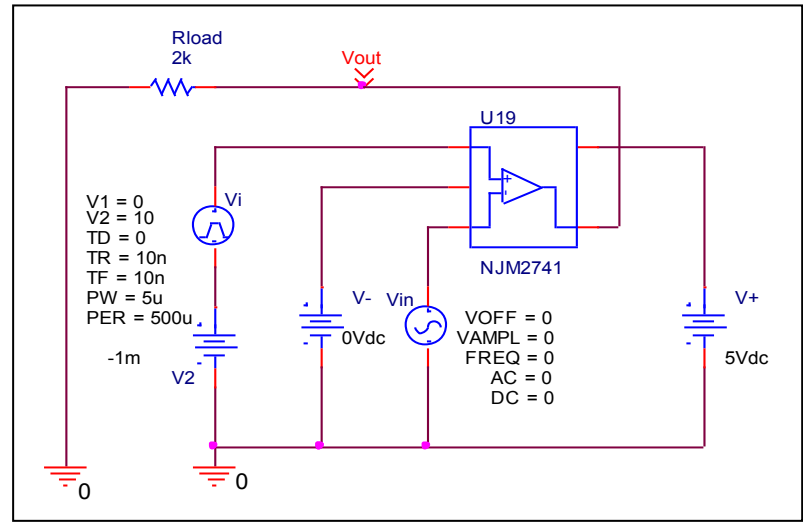 Rload
2k
Vout
U19
+
-
NJM2741
V1 = 0
V2 = 10
TD = 0
TR = 10n
TF = 10n
PW = 5u
PER = 500u
Vi
-1m
V2
V-
0Vdc
Vin
VOFF = 0
VAMPL = 0
FREQ = 0
AC = 0
DC = 0
V+
5Vdc
0
0